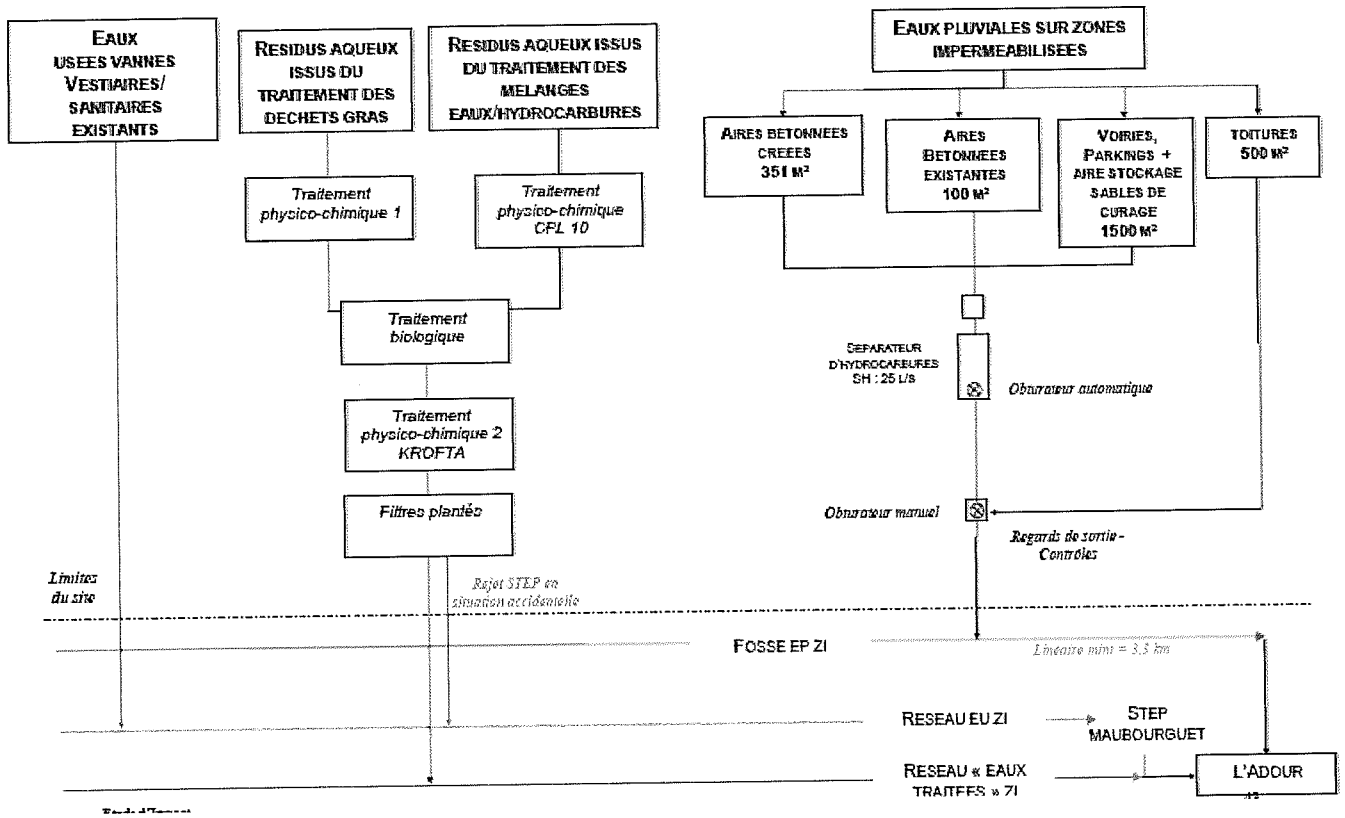 EAUX
USEES VANNES
VESTIAIRES/
SANITAIRES
EXISTANTS
RESIDUS AQUEUX
ISSUS DU
TRAITEMENT DES
DECHETS GRAS
RESIDUS AQUEUX ISSUS
DU TRAITEMENT DES
MELANGES
EAUX/HYDROCARBURES
EAUX PLUVIALES SUR ZONES
IMPERMEABILISEES
AIRES BETONNEES
CREEES
351 M²
AIRES
BETONNEES
EXISTANTES
100 M²
VOIRIES,
PARKINGS +
AIRE STOCKAGE
SABLES DE
CURAGE
1500 M²
TOITURES
500 M²
Traitement
physico-chimique 1
Traitement
physico-chimique
CPL 10
Traitement
biologique
SEPARATEUR
D'HYDROCARBURES
SH : 25 L/S
Obturateur automatique
Traitement
physico-chimique 2
KROFTA
Filtres plantés
Obturateur manuel
Regards de sortie -
Contrôles
Limites
du site
Rejet STEP en
situation accidentelle
FOSSE EP ZI
Linéaire mini = 3.3 km
RESEAU EU ZI
STEP
MAUBOURGUET
RESEAU « EAUX
TRAITEES » ZI
L'ADOUR